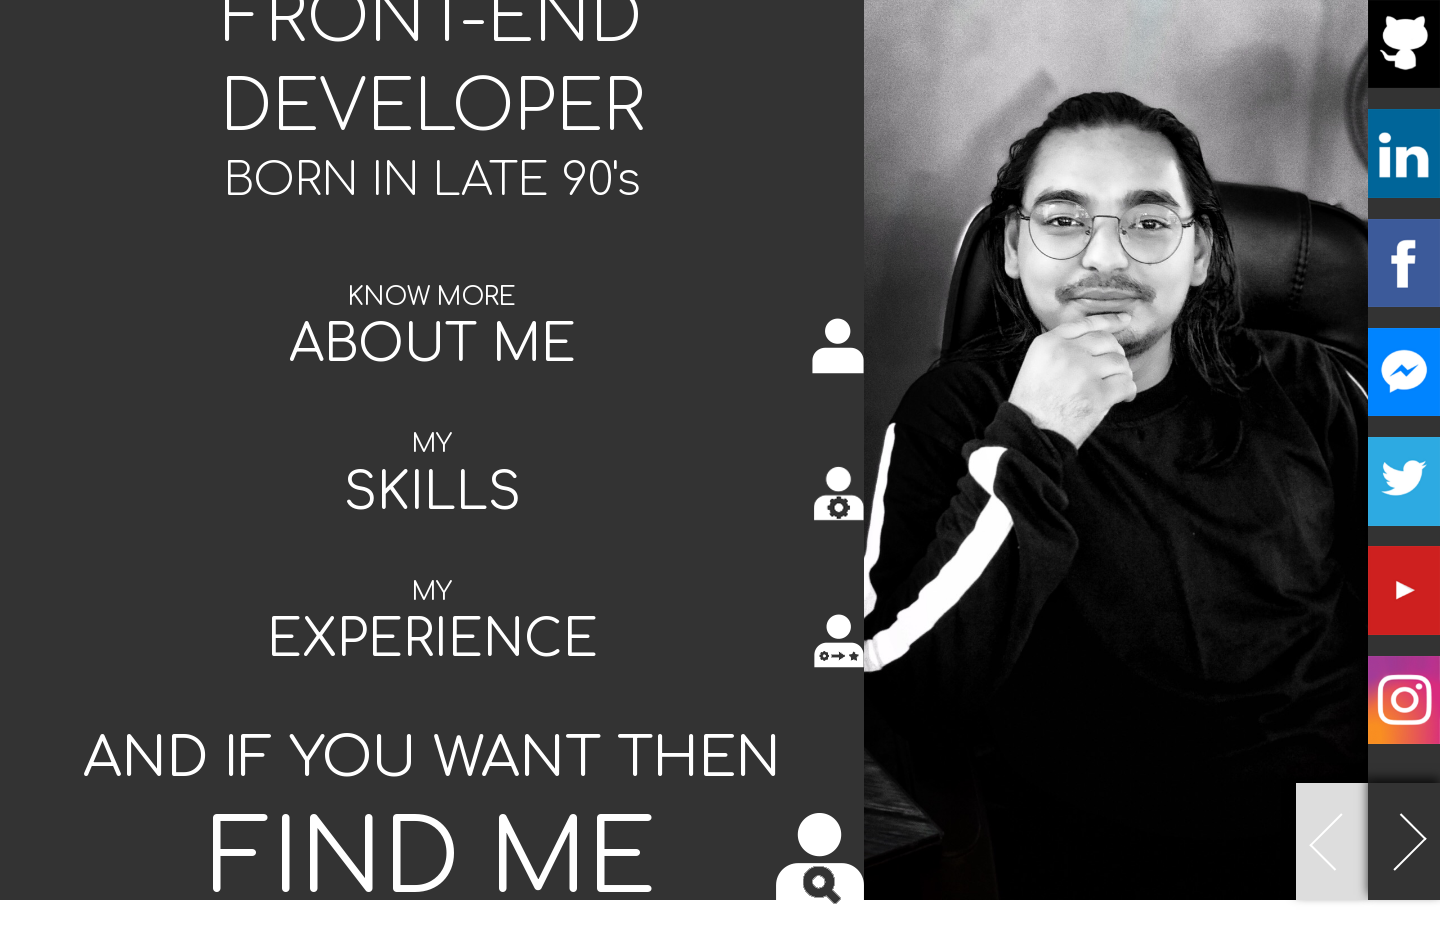 FRONT-END
DEVELOPER
BORN IN LATE 90's
KNOW MORE
ABOUT ME
MY
SKILLS
MY
EXPERIENCE
AND IF YOU WANT THEN
FIND ME
in
f